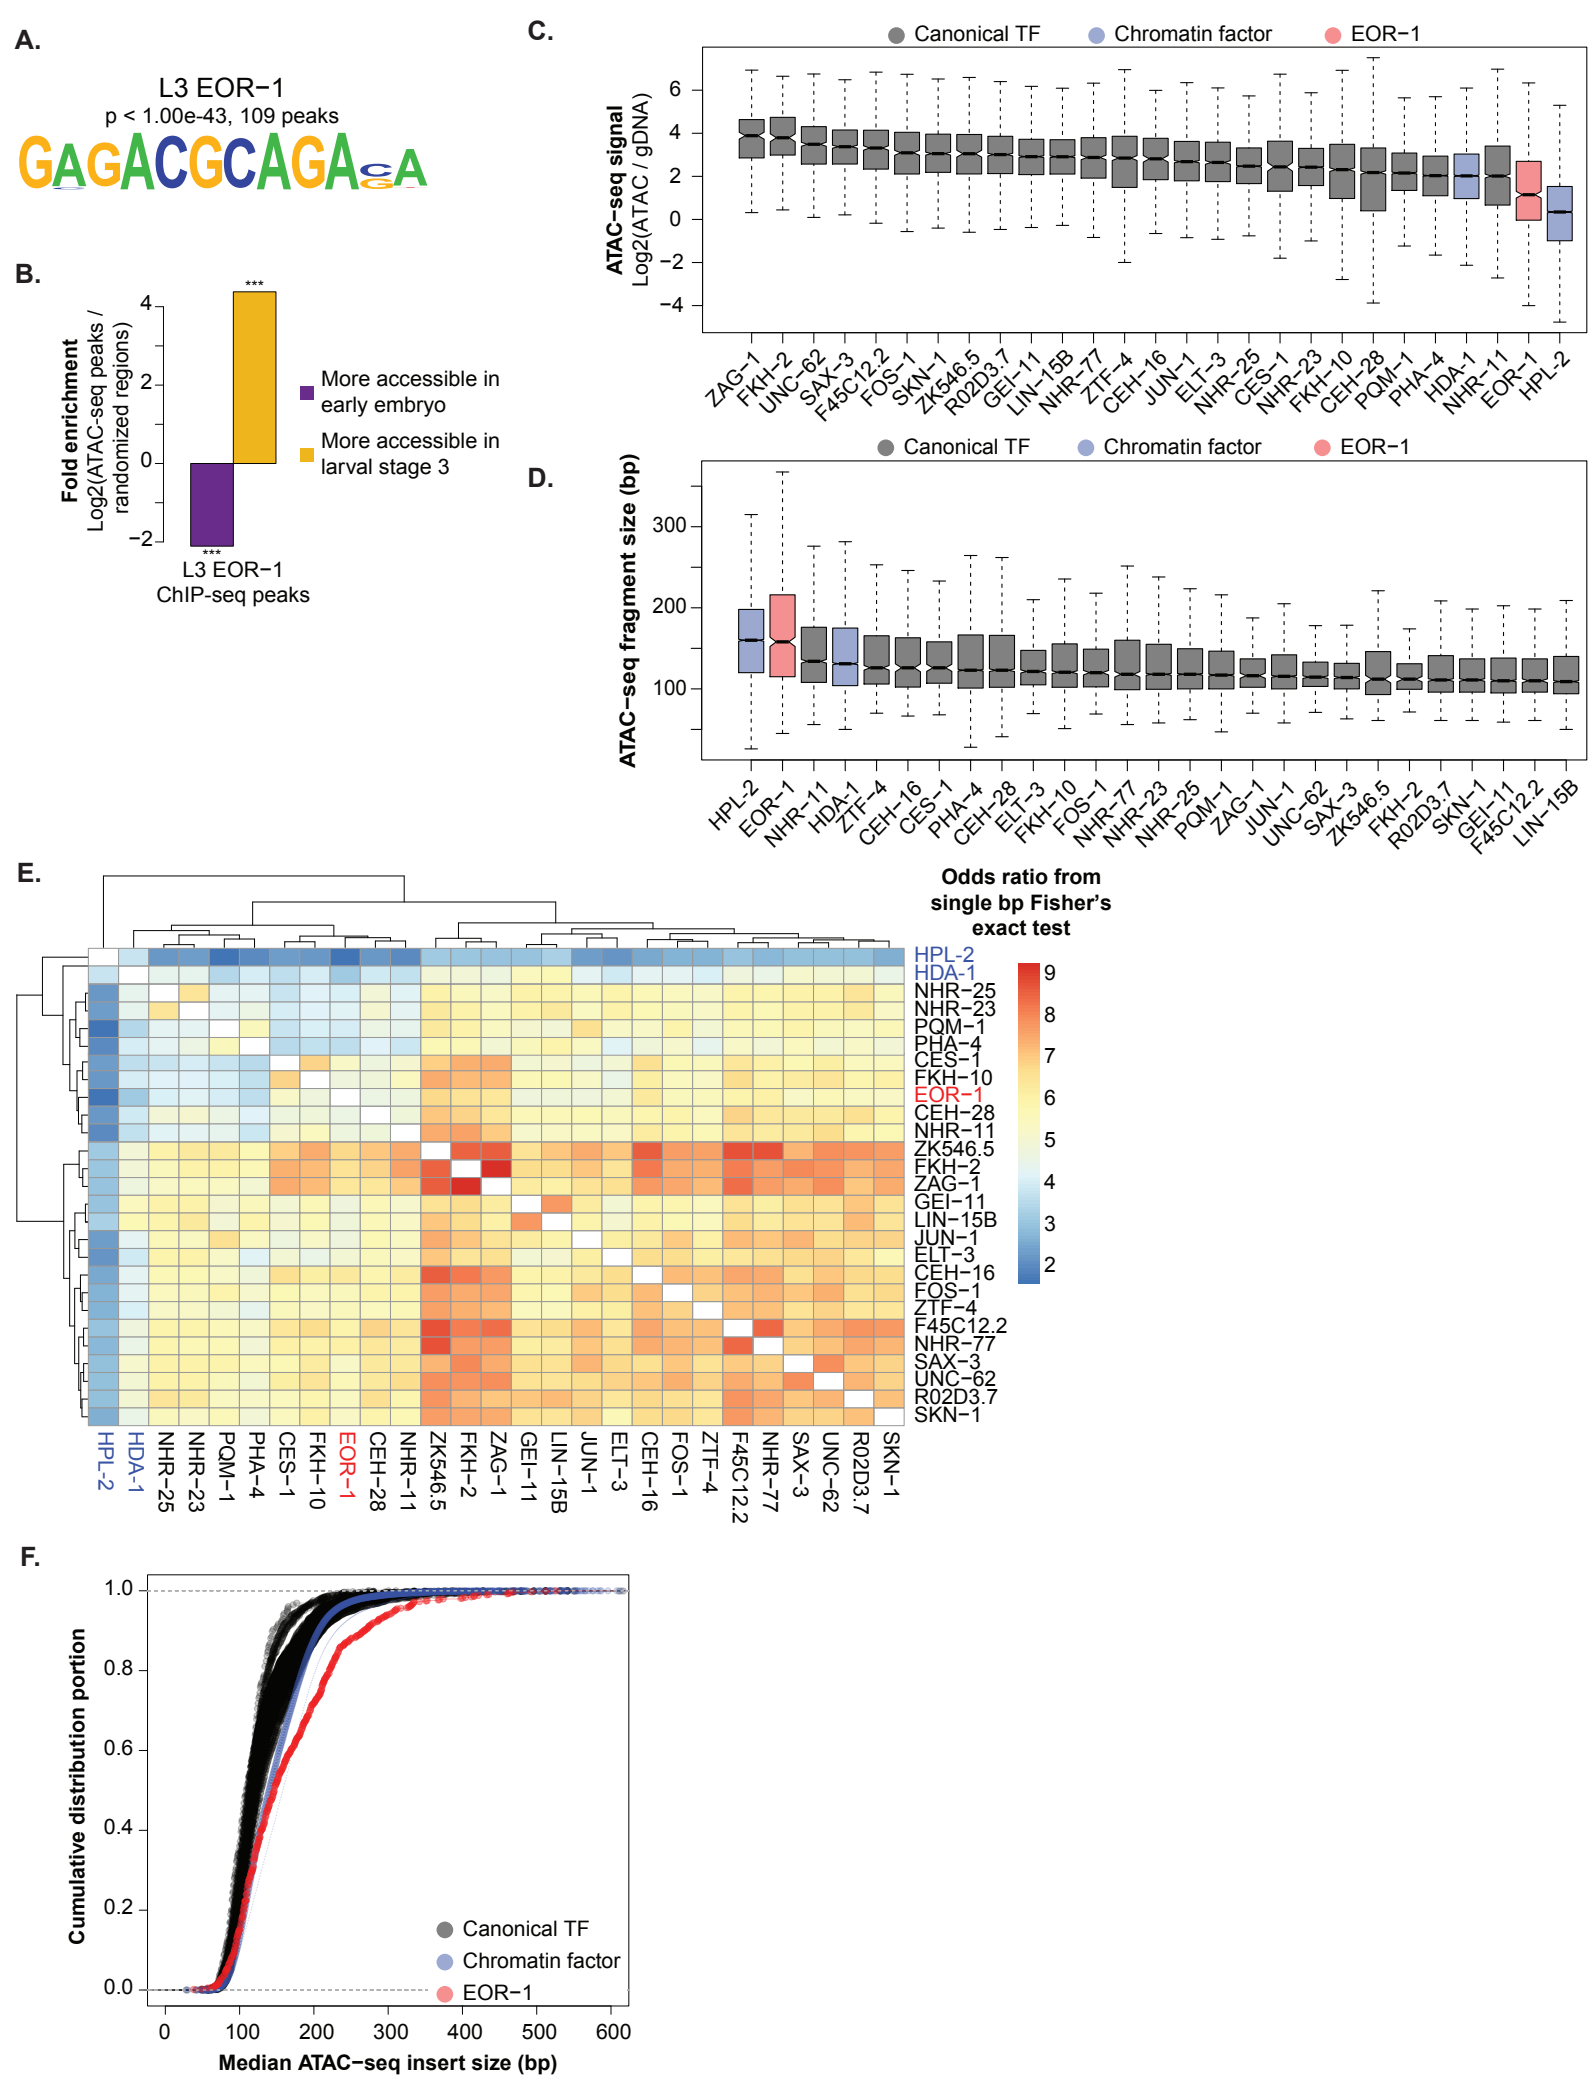 A.
L3 EOR−1
p < 1.00e-43, 109 peaks
GAGACGCAGACA
G
B.
Fold enrichment
Log2(ATAC−seq peaks /
randomized regions)
4
2
0
−2
***
***
L3 EOR−1
ChIP-seq peaks
More accessible in
early embryo
More accessible in
larval stage 3
C.
Canonical TF
Chromatin factor
EOR−1
ATAC−seq signal
Log2(ATAC / gDNA)
6
4
2
0
−2
−4
ZAG−1
FKH−2
UNC−62
SAX−3
F45C12.2
FOS−1
SKN−1
ZK546.5
R02D3.7
GEI−11
LIN−15B
NHR−77
ZTF−4
CEH−16
JUN−1
ELT−3
NHR−25
CES−1
NHR−23
FKH−10
CEH−28
PQM−1
PHA−4
HDA−1
NHR−11
EOR−1
HPL−2
D.
Canonical TF
Chromatin factor
EOR−1
ATAC−seq fragment size (bp)
300
200
100
HPL−2
EOR−1
NHR−11
HDA−1
ZTF−4
CEH−16
CES−1
PHA−4
CEH−28
ELT−3
FKH−10
FOS−1
NHR−77
NHR−23
NHR−25
PQM−1
ZAG−1
JUN−1
UNC−62
SAX−3
ZK546.5
FKH−2
R02D3.7
SKN−1
GEI−11
F45C12.2
LIN−15B
E.
Odds ratio from
single bp Fisher's
exact test
9
8
7
6
5
4
3
2
HPL-2
HDA-1
NHR−25
NHR−23
PQM−1
PHA−4
CES−1
FKH−10
EOR−1
CEH−28
NHR−11
ZK546.5
FKH−2
ZAG−1
GEI−11
LIN−15B
JUN−1
ELT−3
CEH−16
FOS−1
ZTF−4
F45C12.2
NHR−77
SAX−3
UNC−62
R02D3.7
SKN−1
HPL-2
HDA-1
NHR−25
NHR−23
PQM−1
PHA−4
CES−1
FKH−10
EOR−1
CEH−28
NHR−11
ZK546.5
FKH−2
ZAG−1
GEI−11
LIN−15B
JUN−1
ELT−3
CEH−16
FOS−1
ZTF−4
F45C12.2
NHR−77
SAX−3
UNC−62
R02D3.7
SKN−1
F.
Cumulative distribution portion
1.0
0.8
0.6
0.4
0.2
0.0
Canonical TF
Chromatin factor
EOR−1
0
100
200
300
400
500
600
Median ATAC−seq insert size (bp)